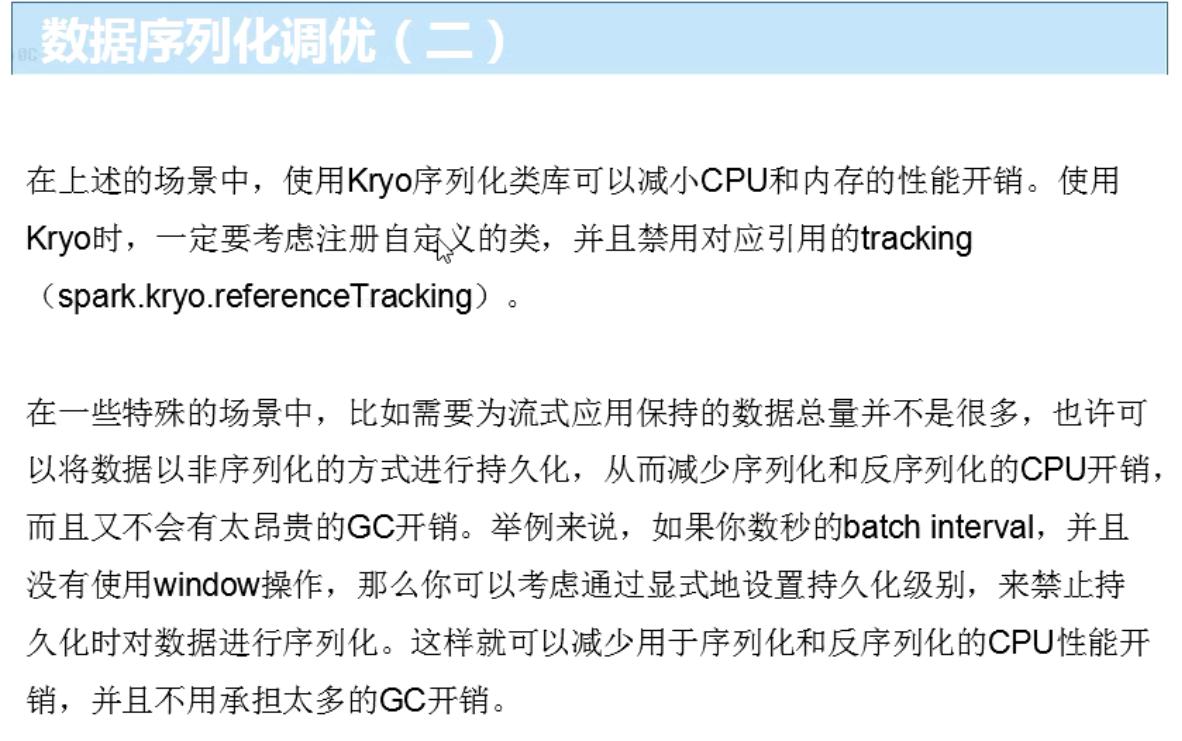 数据序列化调优（二）
在上述的场景中，使用Kryo序列化类库可以减小CPU和内存的性能开销。使用
Kryo时，一定要考虑注册自定义的类，并且禁用对应引用的tracking
（spark.kryo.referenceTracking）。
在一些特殊的场景中，比如需要为流式应用保持的数据总量并不是很多，也许可
以将数据以非序列化的方式进行持久化，从而减少序列化和反序列化的CPU开销，
而且又不会有太昂贵的GC开销。举例来说，如果你数秒的batch interval，并且
没有使用window操作，那么你可以考虑通过显式地设置持久化级别，来禁止持
久化时对数据进行序列化。这样就可以减少用于序列化和反序列化的CPU性能开
销，并且不用承担太多的GC开销。